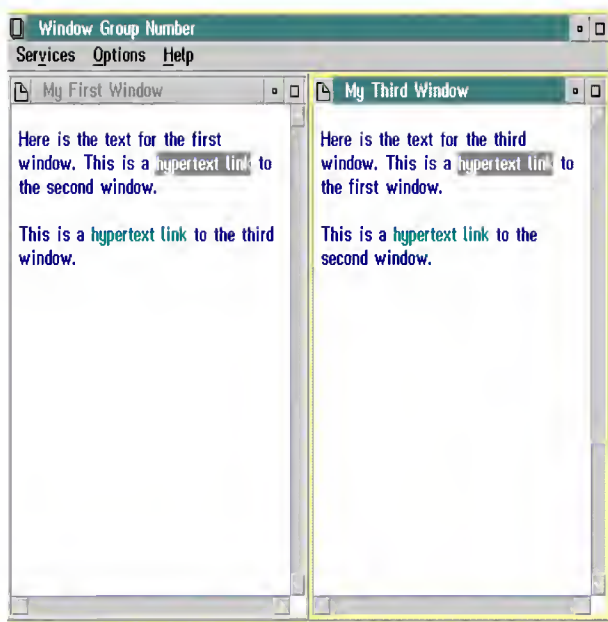 Window Group Number
Services Options Help
My First Window
Here is the text for the first
window. This is a hypertext link to
the second window.
This is a hypertext link to the third
window.
My Third Window
Here is the text for the third
window. This is a hypertext link to
the first window.
This is a hypertext link to the
second window.